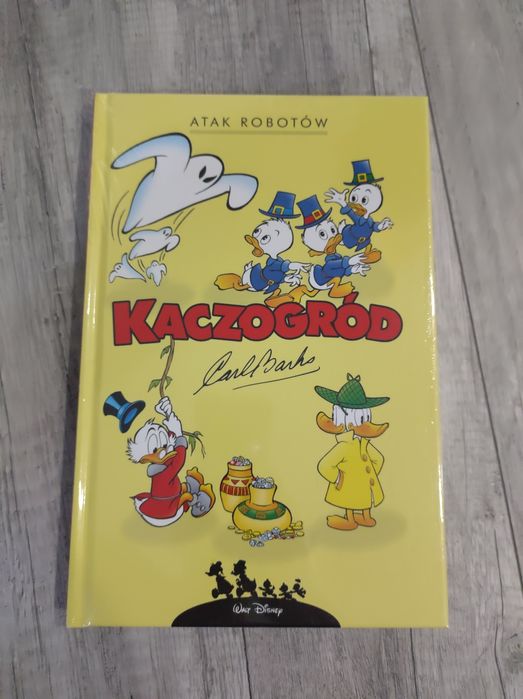 ATAK ROBOTÓW
KACZOGRÓD
Carl Barks
WALT DISNEY